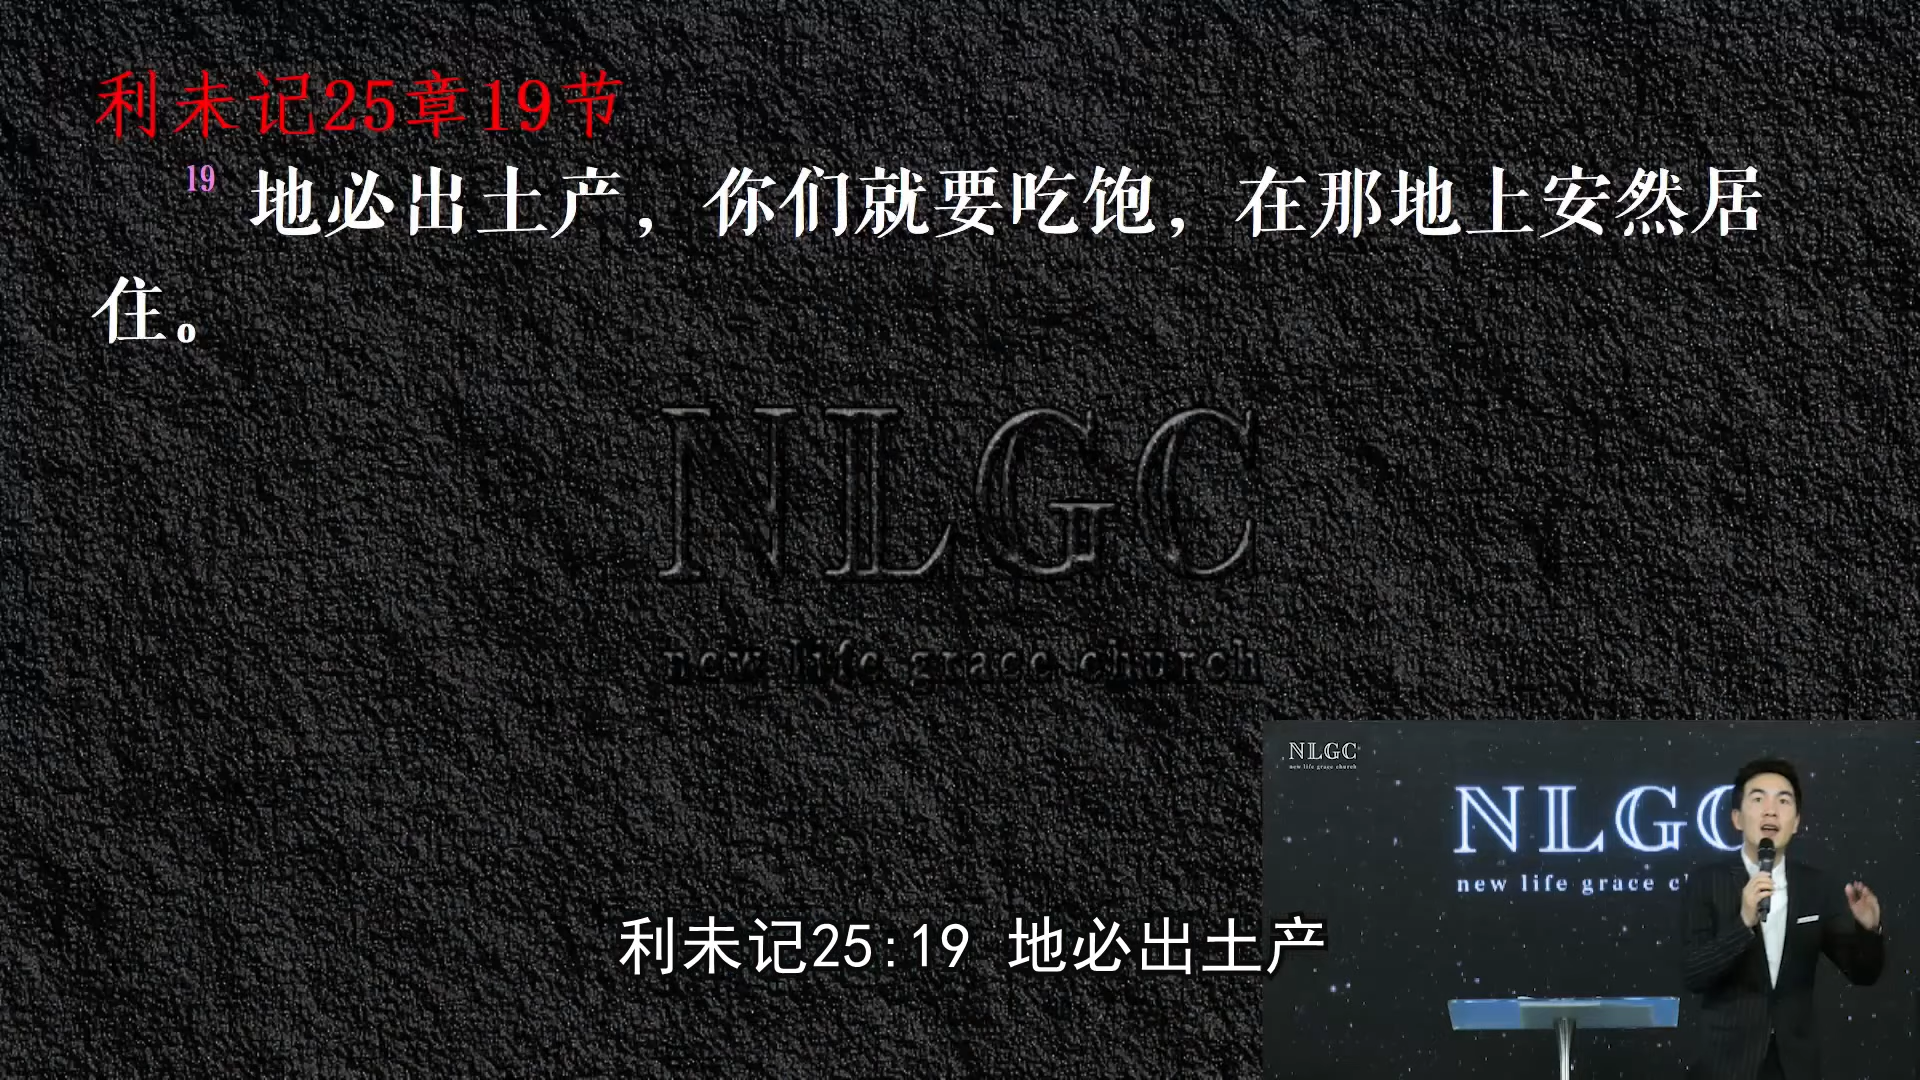 利未记25章19节
19 地必出土产，你们就要吃饱，在那地上安然居
住。
NLGC
new life grace church
NLGC
new life grace church
NLGC
new life grace c
利未记25:19 地必出土产